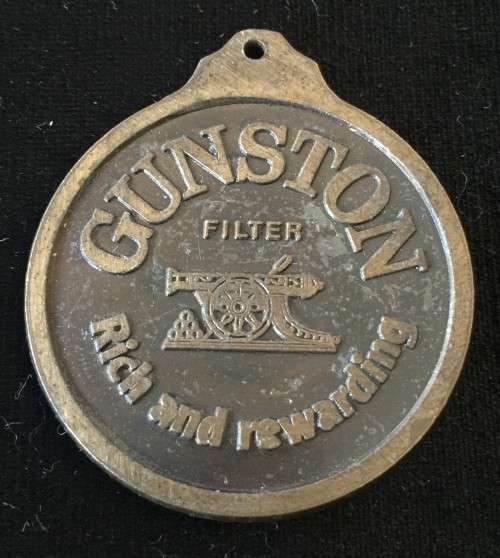 GUNSTON
FILTER
Rich and rewarding